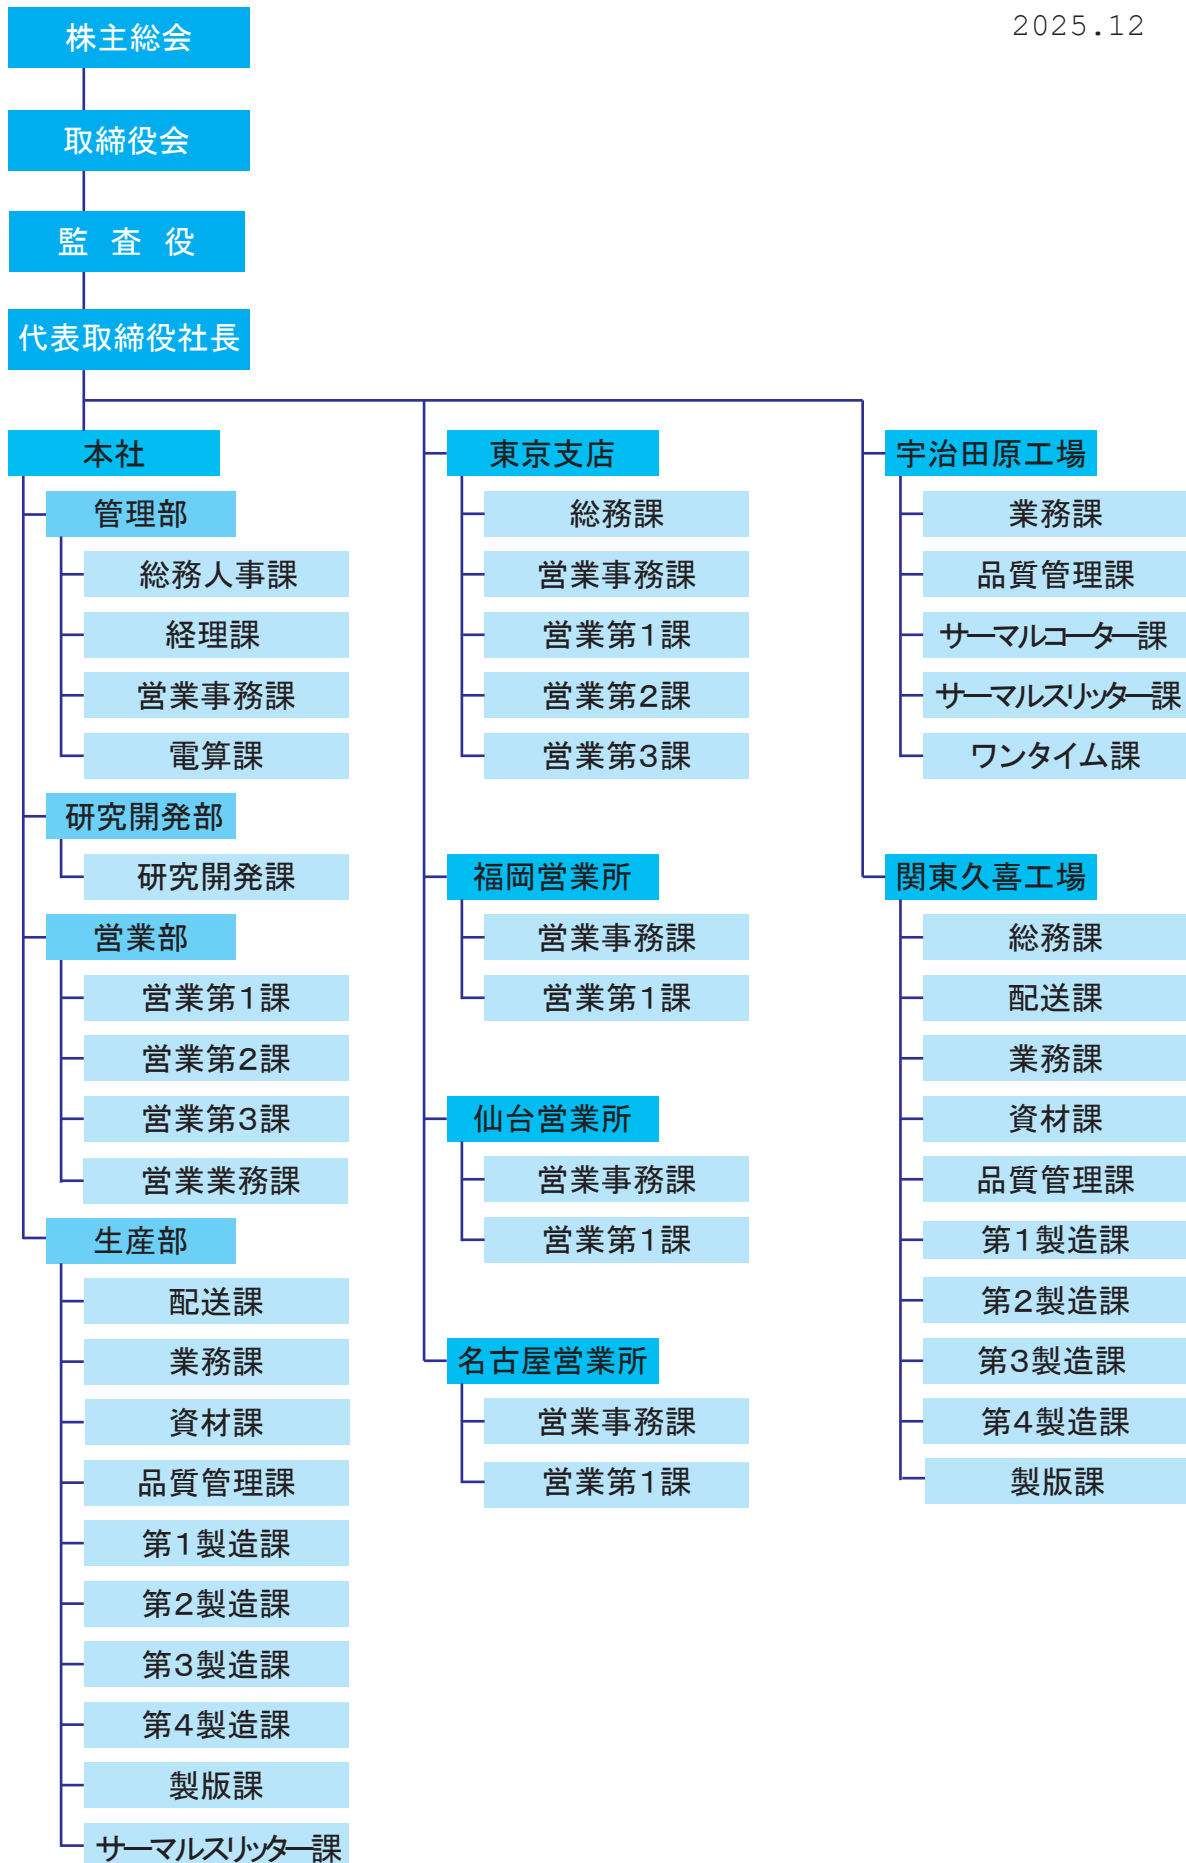 2025.12
株主総会
取締役会
監 査 役
代表取締役社長
本社
管理部
総務人事課
経理課
営業事務課
電算課
研究開発部
研究開発課
営業部
営業第1課
営業第2課
営業第3課
営業業務課
生産部
配送課
業務課
資材課
品質管理課
第1製造課
第2製造課
第3製造課
第4製造課
製版課
サーマルスリッター課
東京支店
総務課
営業事務課
営業第1課
営業第2課
営業第3課
福岡営業所
営業事務課
営業第1課
仙台営業所
営業事務課
営業第1課
名古屋営業所
営業事務課
営業第1課
宇治田原工場
業務課
品質管理課
サーマルコーター課
サーマルスリッター課
ワンタイム課
関東久喜工場
総務課
配送課
業務課
資材課
品質管理課
第1製造課
第2製造課
第3製造課
第4製造課
製版課